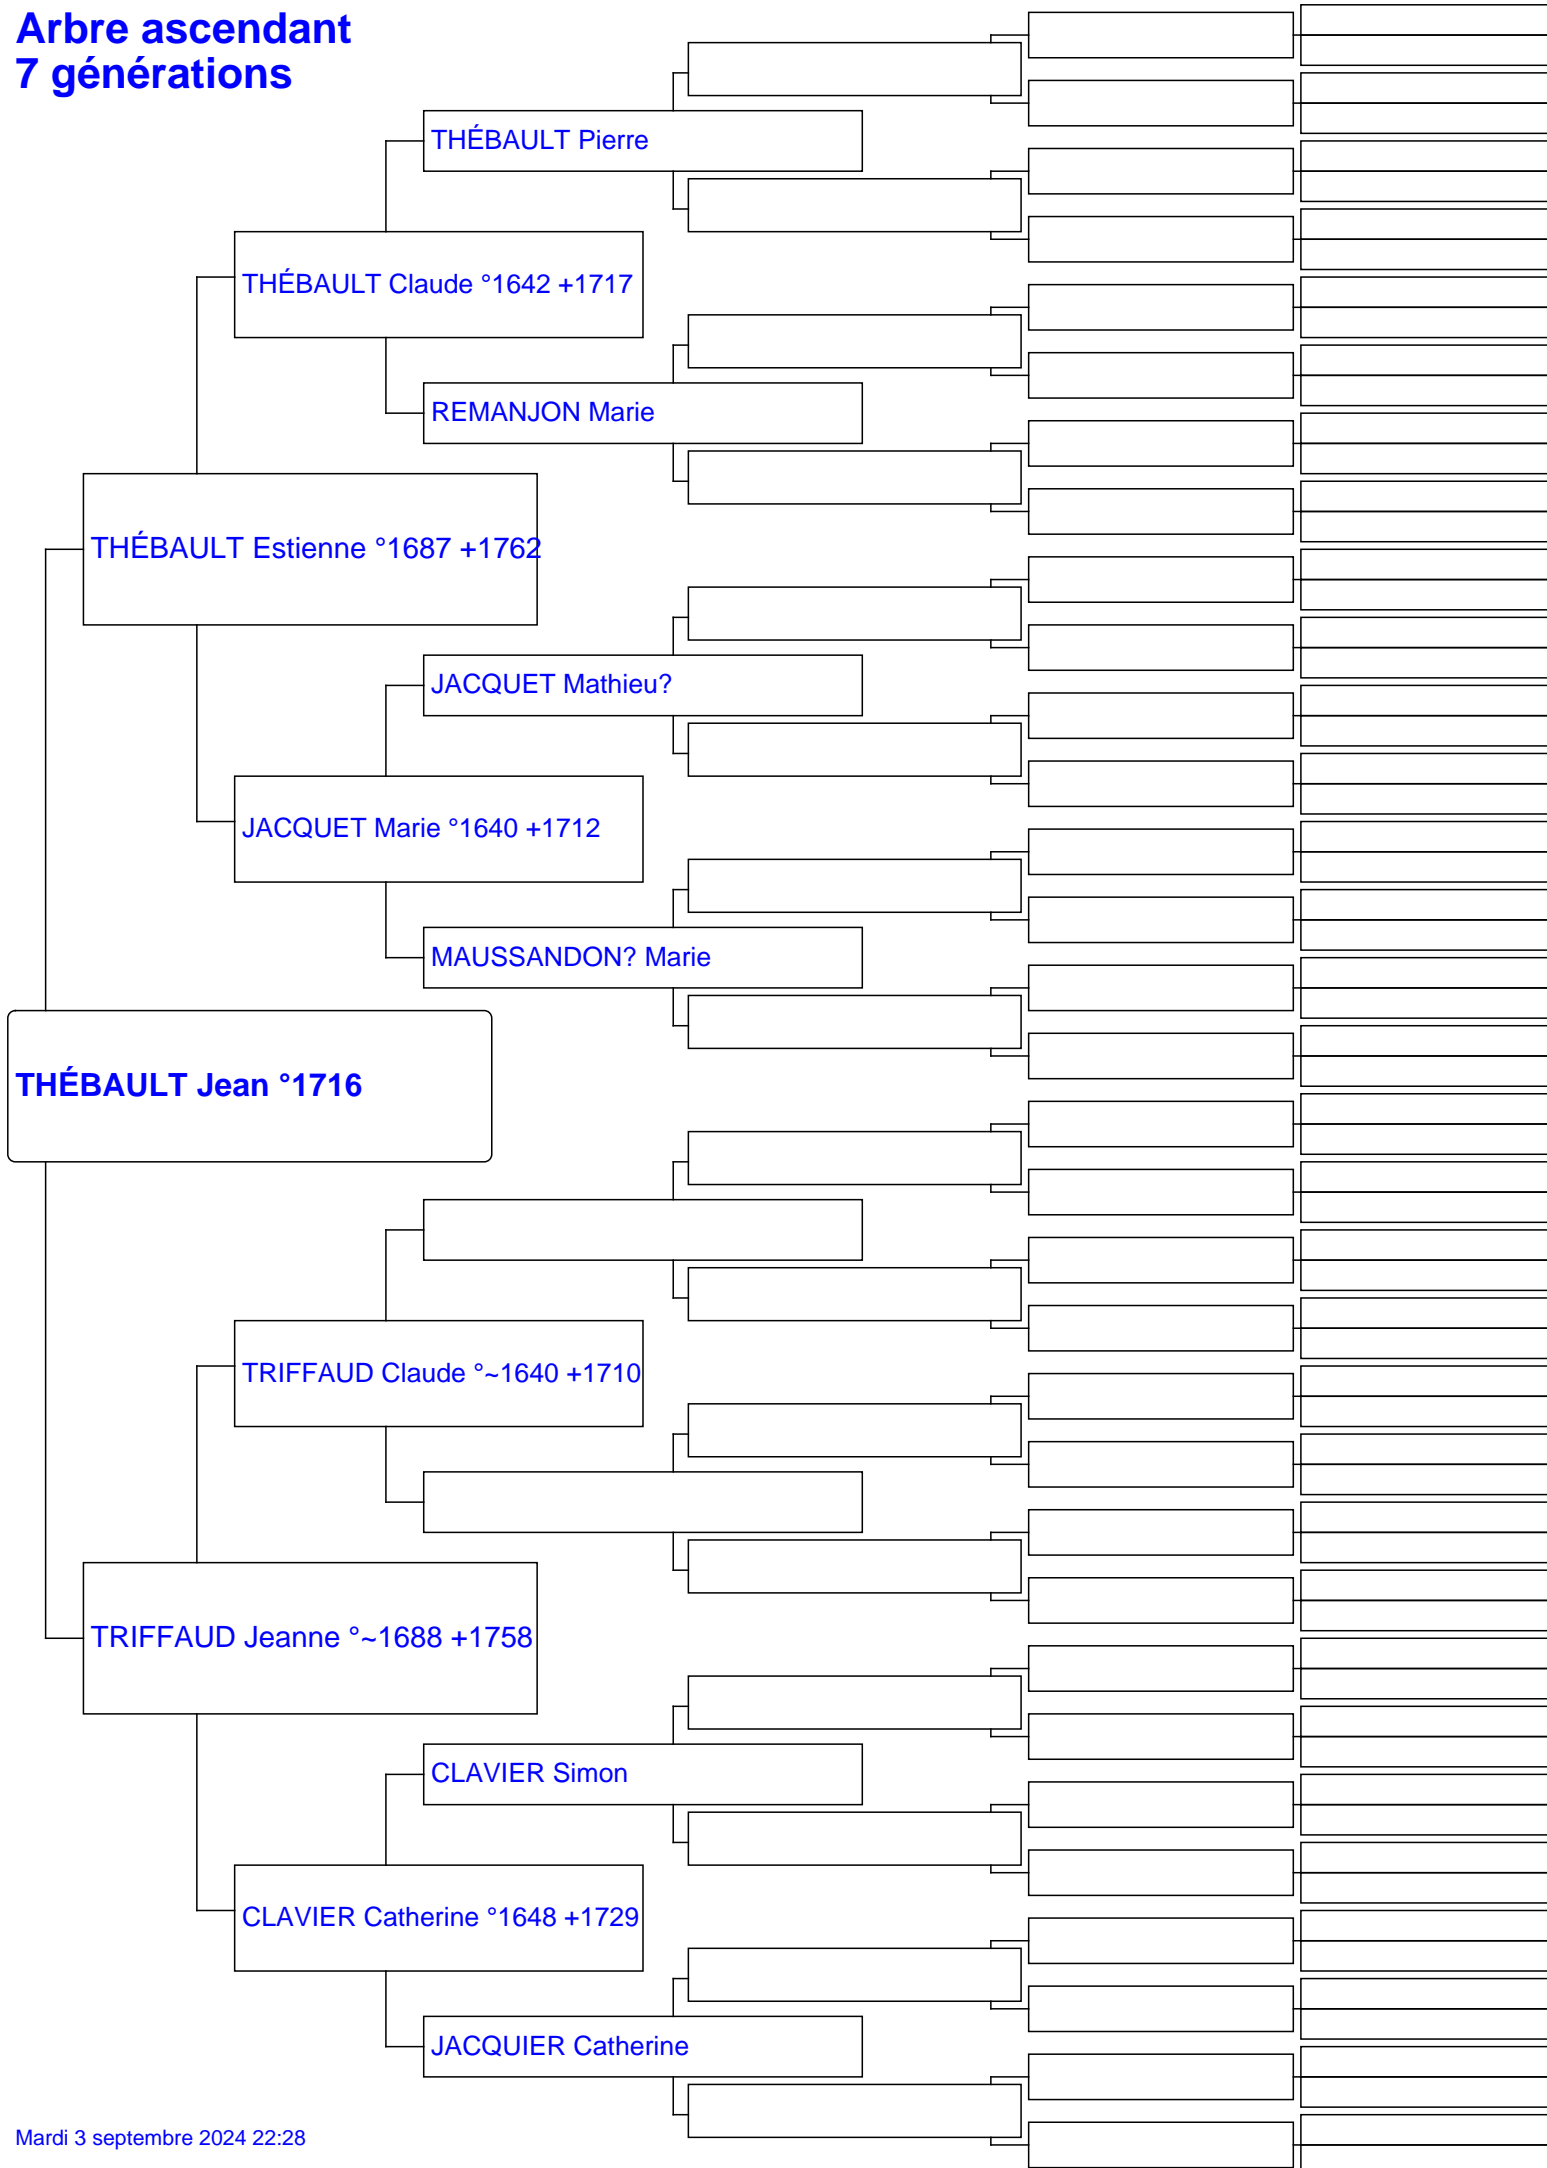 Arbre ascendant
7 générations
THÉBAULT Pierre
THÉBAULT Claude °1642 +1717
REMANJON Marie
THÉBAULT Estienne °1687 +1762
JACQUET Mathieu?
JACQUET Marie °1640 +1712
MAUSSANDON? Marie
THÉBAULT Jean °1716
TRIFFAUD Claude °~1640 +1710
TRIFFAUD Jeanne °~1688 +1758
CLAVIER Simon
CLAVIER Catherine °1648 +1729
JACQUIER Catherine
Mardi 3 septembre 2024 22:28